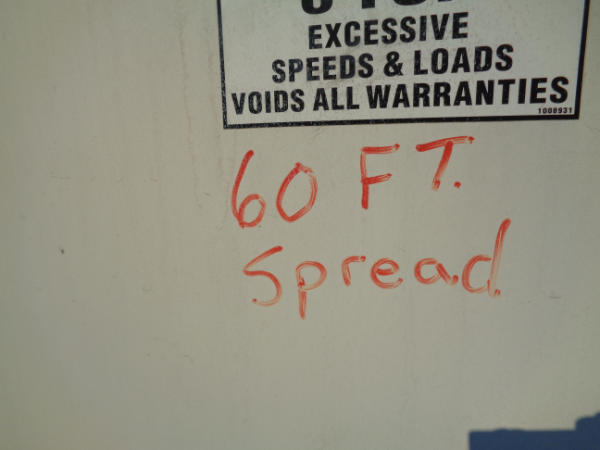 EXCESSIVE
SPEEDS & LOADS
VOIDS ALL WARRANTIES
1008931
60 FT.
Spread